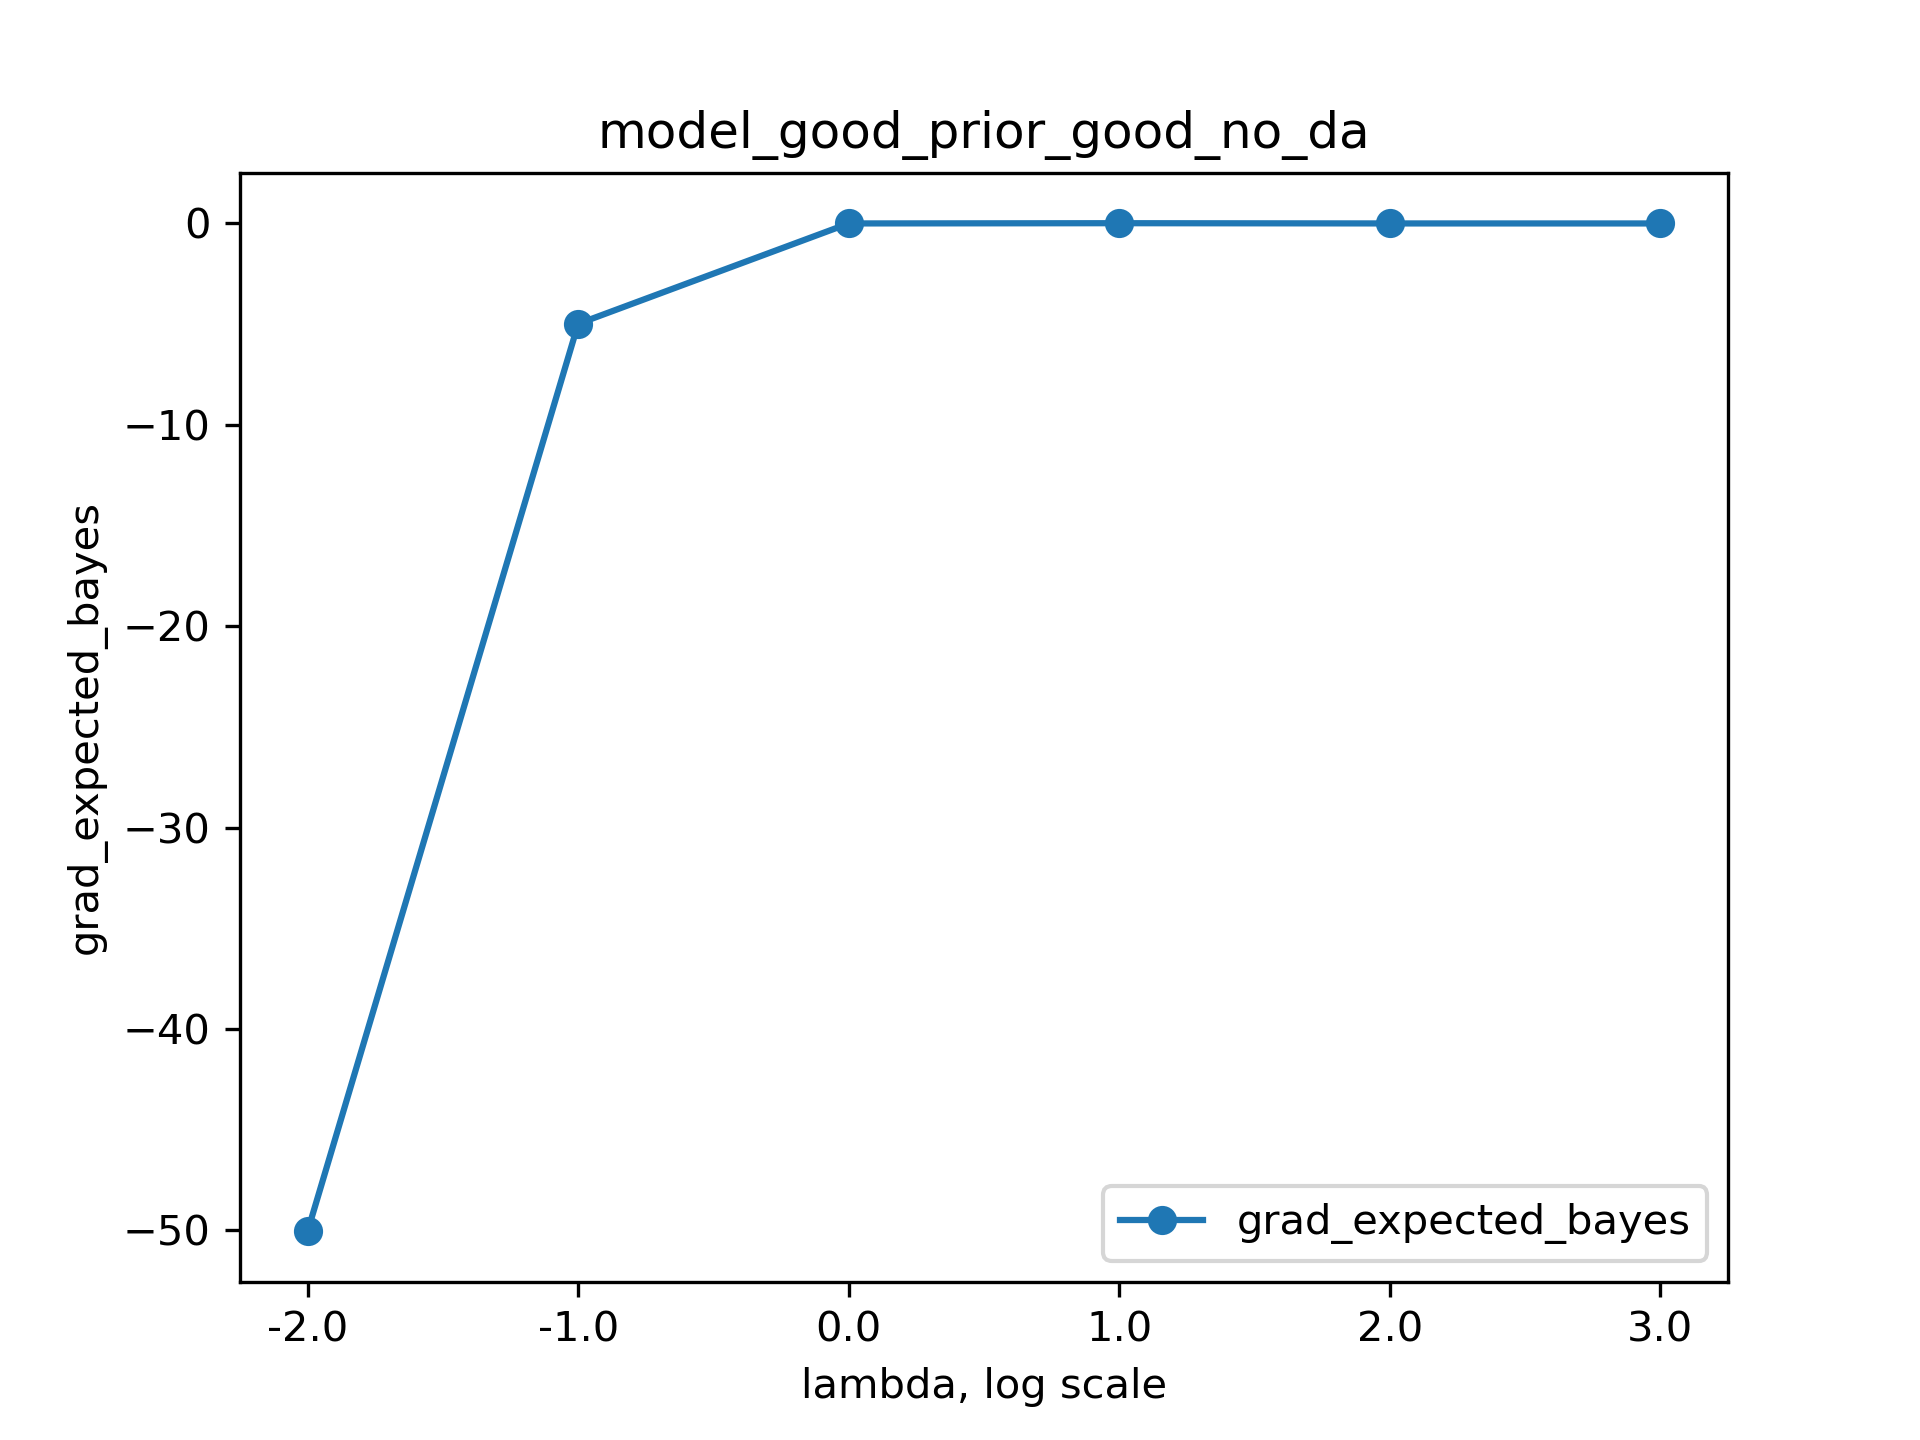 model_good_prior_good_no_da
grad_expected_bayes
0
−10
−20
−30
−40
−50
grad_expected_bayes
-2.0 -1.0 0.0 1.0 2.0 3.0
lambda, log scale